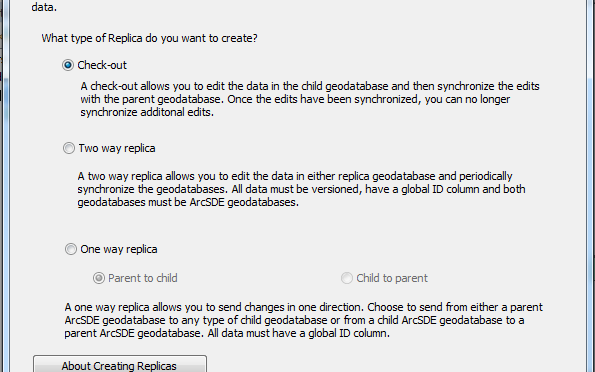 data.
What type of Replica do you want to create?
Check-out
A check-out allows you to edit the data in the child geodatabase and then synchronize the edits
with the parent geodatabase. Once the edits have been synchronized, you can no longer
synchronize additonal edits.
Two way replica
A two way replica allows you to edit the data in either replica geodatabase and periodically
synchronize the geodatabases. All data must be versioned, have a global ID column and both
geodatabases must be ArcSDE geodatabases.
One way replica
Parent to child
Child to parent
A one way replica allows you to send changes in one direction. Choose to send from either a parent
ArcSDE geodatabase to any type of child geodatabase or from a child ArcSDE geodatabase to a
parent ArcSDE geodatabase. All data must have a global ID column.
About Creating Replicas